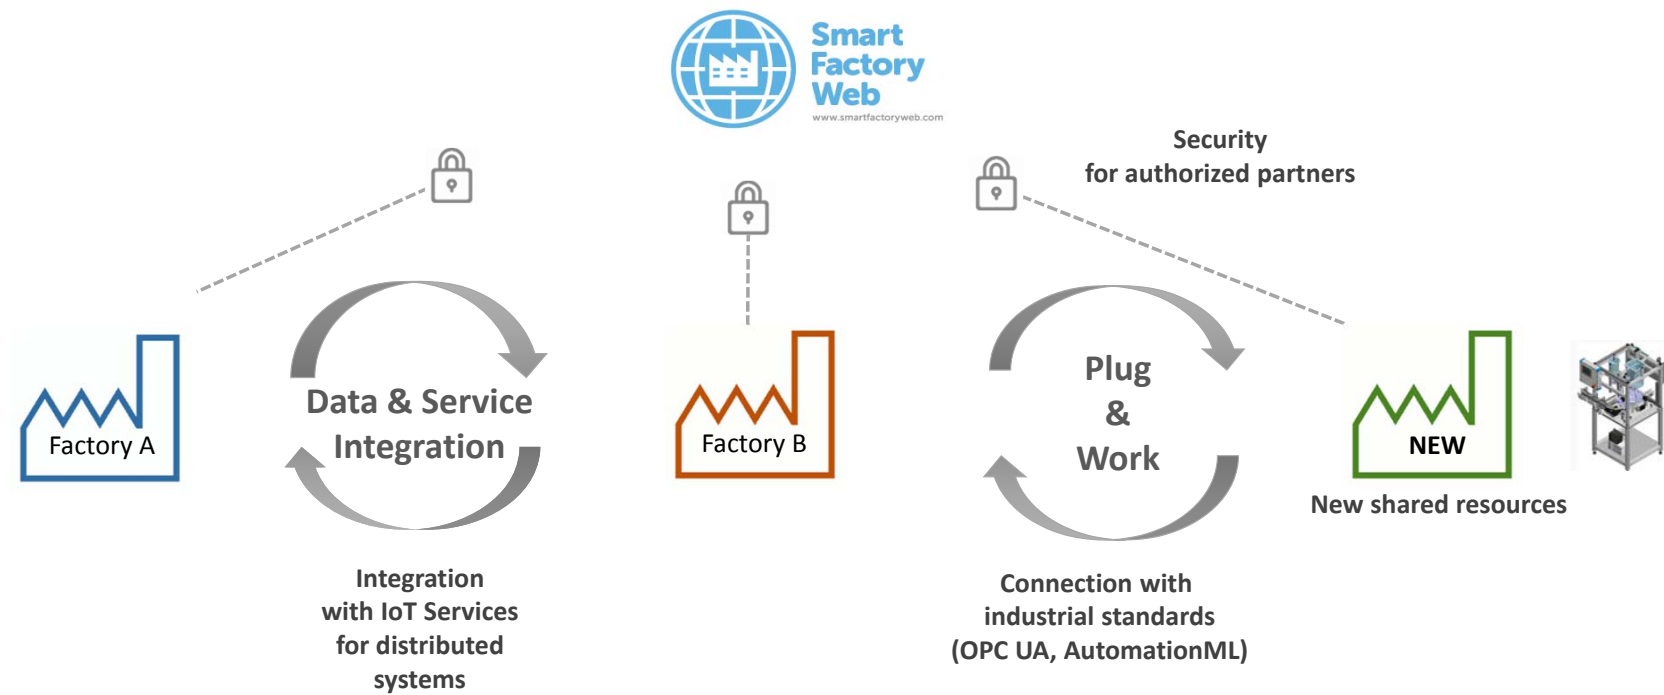 Smart
Factory
Web
www.smartfactoryweb.com
Security
for authorized partners
Factory A
Data & Service
Integration
Factory B
Plug
&
Work
NEW
New shared resources
Integration
with IoT Services
for distributed
systems
Connection with
industrial standards
(OPC UA, AutomationML)